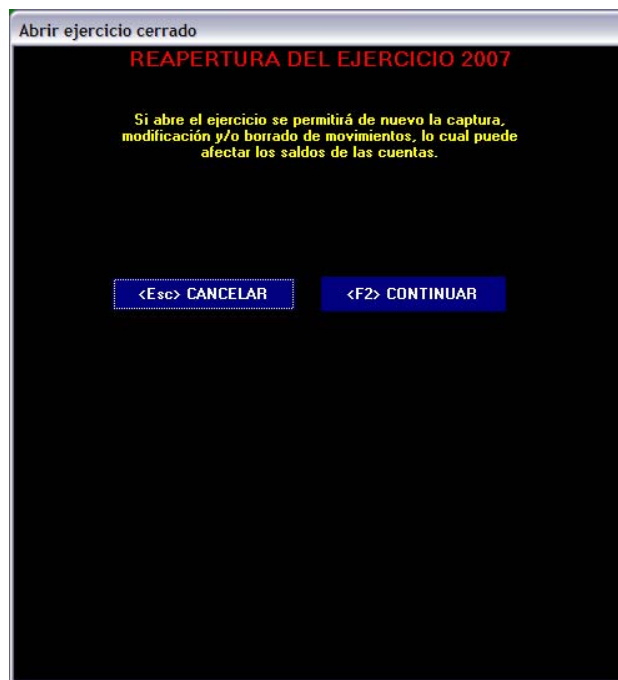 Abrir ejercicio cerrado
REAPERTURA DEL EJERCICIO 2007
Si abre el ejercicio se permitirá de nuevo la captura,
modificación y/o borrado de movimientos, lo cual puede
afectar los saldos de las cuentas.
<Esc> CANCELAR <F2> CONTINUAR